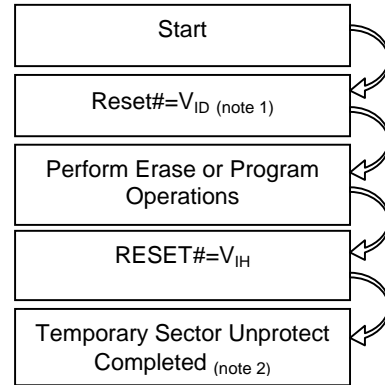 Start
Reset#=VID (note 1)
Perform Erase or Program
Operations
RESET#=VIH
Temporary Sector Unprotect
Completed (note 2)